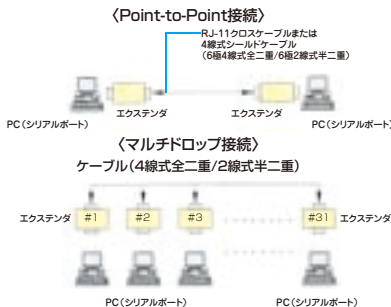 〈Point-to-Point接続〉
RJ-11クロスケーブルまたは
4線式シールドケーブル
(6極4線式全二重/6極2線式半二重)
エクステンダ エクステンダ
PC(シリアルポート) PC(シリアルポート)
〈マルチドロップ接続〉
ケーブル(4線式全二重/2線式半二重)
エクステンダ #1 #2 #3 #31 エクステンダ
PC(シリアルポート) PC(シリアルポート)